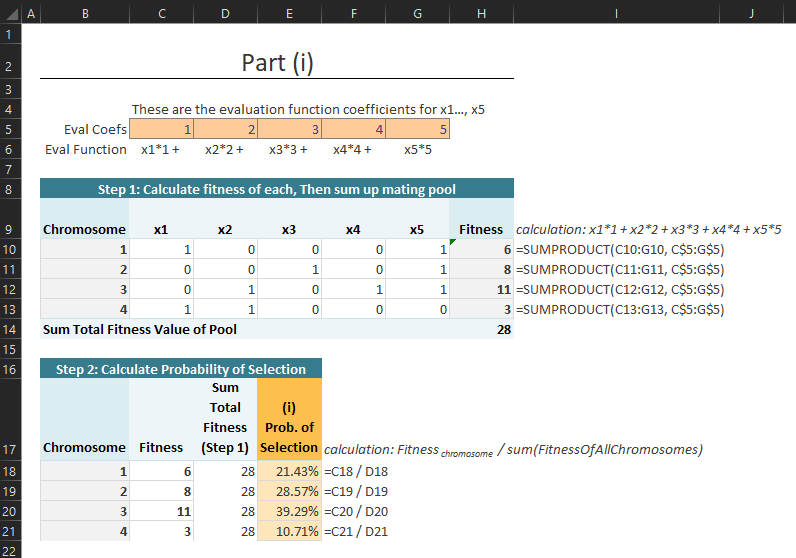 A B C D E F G H I J
1
2 Part (i)
3
4 These are the evaluation function coefficients for x1..., x5
5 Eval Coefs 1 2 3 4 5
6 Eval Function x1*1 + x2*2 + x3*3 + x4*4 + x5*5
7
8 Step 1: Calculate fitness of each, Then sum up mating pool
9 Chromosome x1 x2 x3 x4 x5 Fitness calculation: x1*1 + x2*2 + x3*3 + x4*4 + x5*5
10 1 1 0 0 0 1 6 =SUMPRODUCT(C10:G10, C$5:G$5)
11 2 0 0 1 0 1 8 =SUMPRODUCT(C11:G11, C$5:G$5)
12 3 0 1 0 1 1 11 =SUMPRODUCT(C12:G12, C$5:G$5)
13 4 1 1 0 0 0 3 =SUMPRODUCT(C13:G13, C$5:G$5)
14 Sum Total Fitness Value of Pool 28
15
16 Step 2: Calculate Probability of Selection
Sum
Total (i)
Fitness Prob. of
17 Chromosome Fitness (Step 1) Selection calculation: Fitness chromosome / sum(FitnessOfAllChromosomes)
18 1 6 28 21.43% =C18 / D18
19 2 8 28 28.57% =C19 / D19
20 3 11 28 39.29% =C20 / D20
21 4 3 28 10.71% =C21 / D21
22